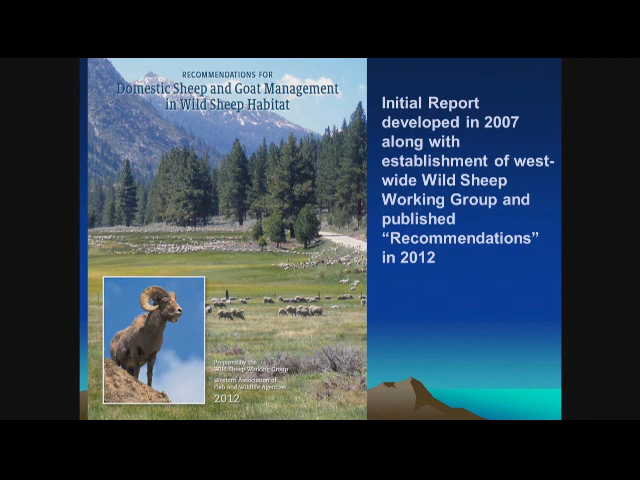 RECOMMENDATIONS FOR
Domestic Sheep and Goat Management
in Wild Sheep Habitat
Prepared by the
Wild Sheep Working Group
Western Association of
Fish and Wildlife Agencies
2012
Initial Report
developed in 2007
along with
establishment of west-
wide Wild Sheep
Working Group and
published
“Recommendations”
in 2012